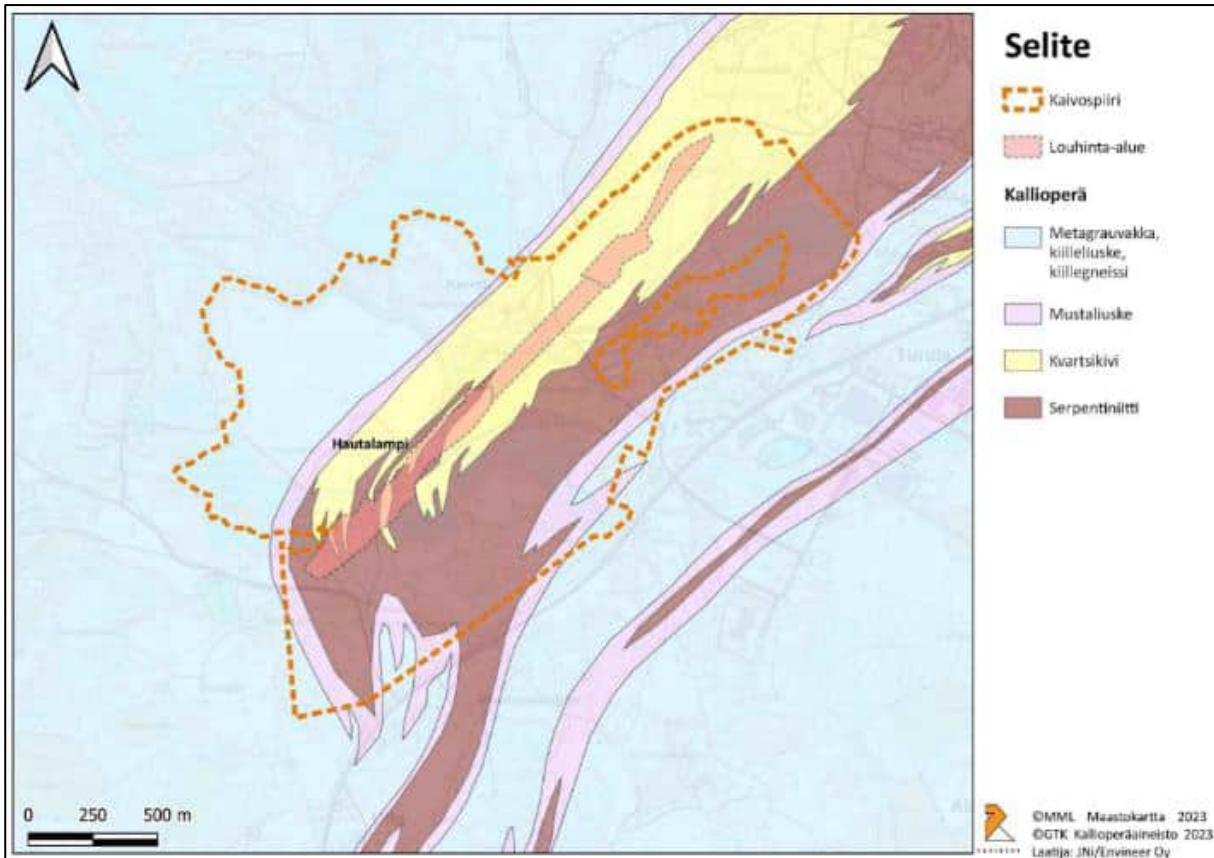 Selite
Kaivospiiri
Louhinta-alue
Kallioperä
Metagrauvakka,
kiilleliuske,
kiillegneissi
Mustaliuske
Kvartsikivi
Serpentiniitti
Hautalampi
Turula
0 250 500 m
©MML Maastokartta 2023
©GTK Kallioperäaineisto 2023
Laatija: JNi/Envineer Oy